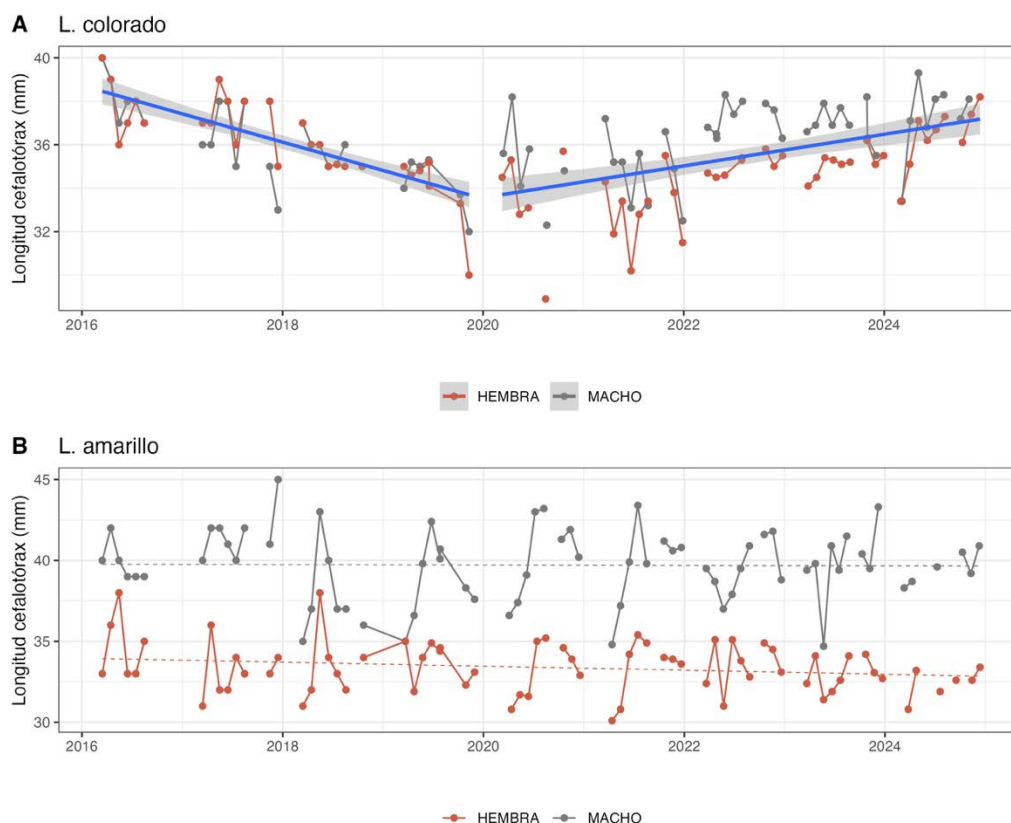 A L. colorado
Longitud cefalotórax (mm)
40
36
32
2016 2018 2020 2022 2024
HEMBRA MACHO
B L. amarillo
Longitud cefalotórax (mm)
45
40
35
30
2016 2018 2020 2022 2024
HEMBRA MACHO